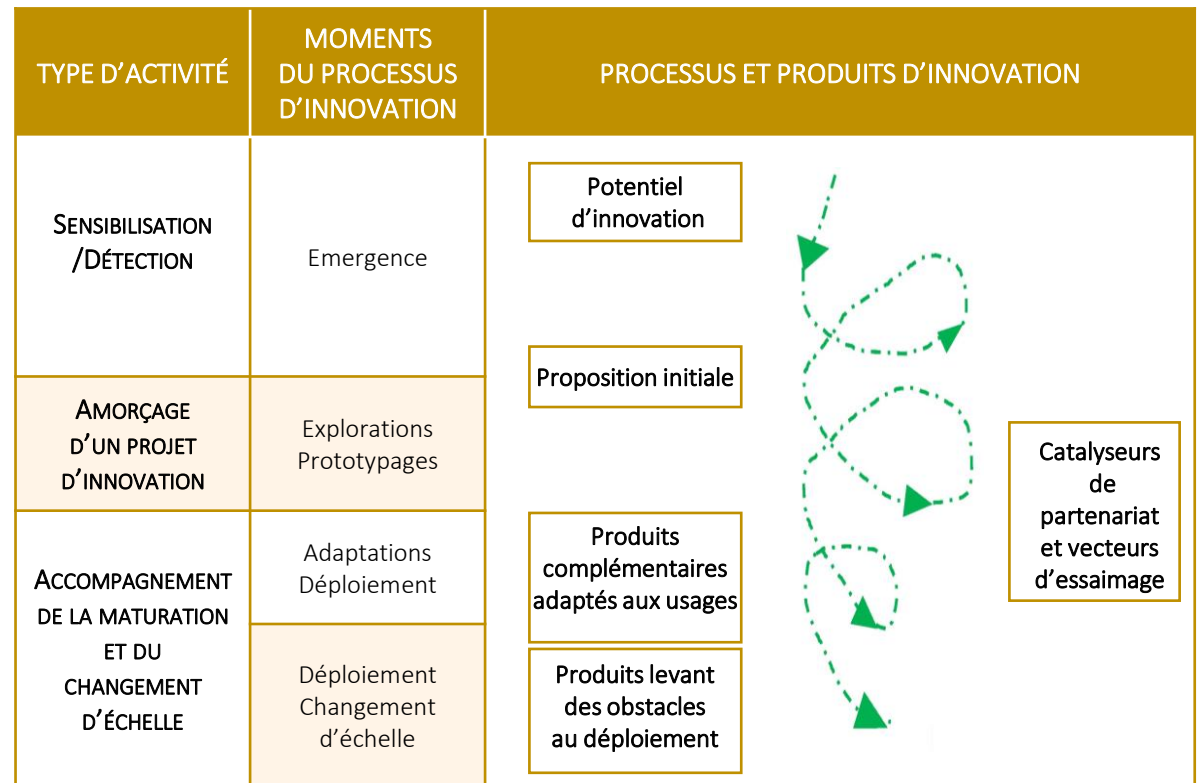 TYPE D’ACTIVITÉ
MOMENTS
DU PROCESSUS
D’INNOVATION
PROCESSUS ET PRODUITS D’INNOVATION
SENSIBILISATION
/DÉTECTION
Emergence
Potentiel
d’innovation
Proposition initiale
AMORÇAGE
D’UN PROJET
D’INNOVATION
Explorations
Prototypages
Catalyseurs
de
partenariat
et vecteurs
d’essaimage
ACCOMPAGNEMENT
DE LA MATURATION
ET DU
CHANGEMENT
D’ÉCHELLE
Adaptations
Déploiement
Produits
complémentaires
adaptés aux usages
Déploiement
Changement
d’échelle
Produits levant
des obstacles
au déploiement